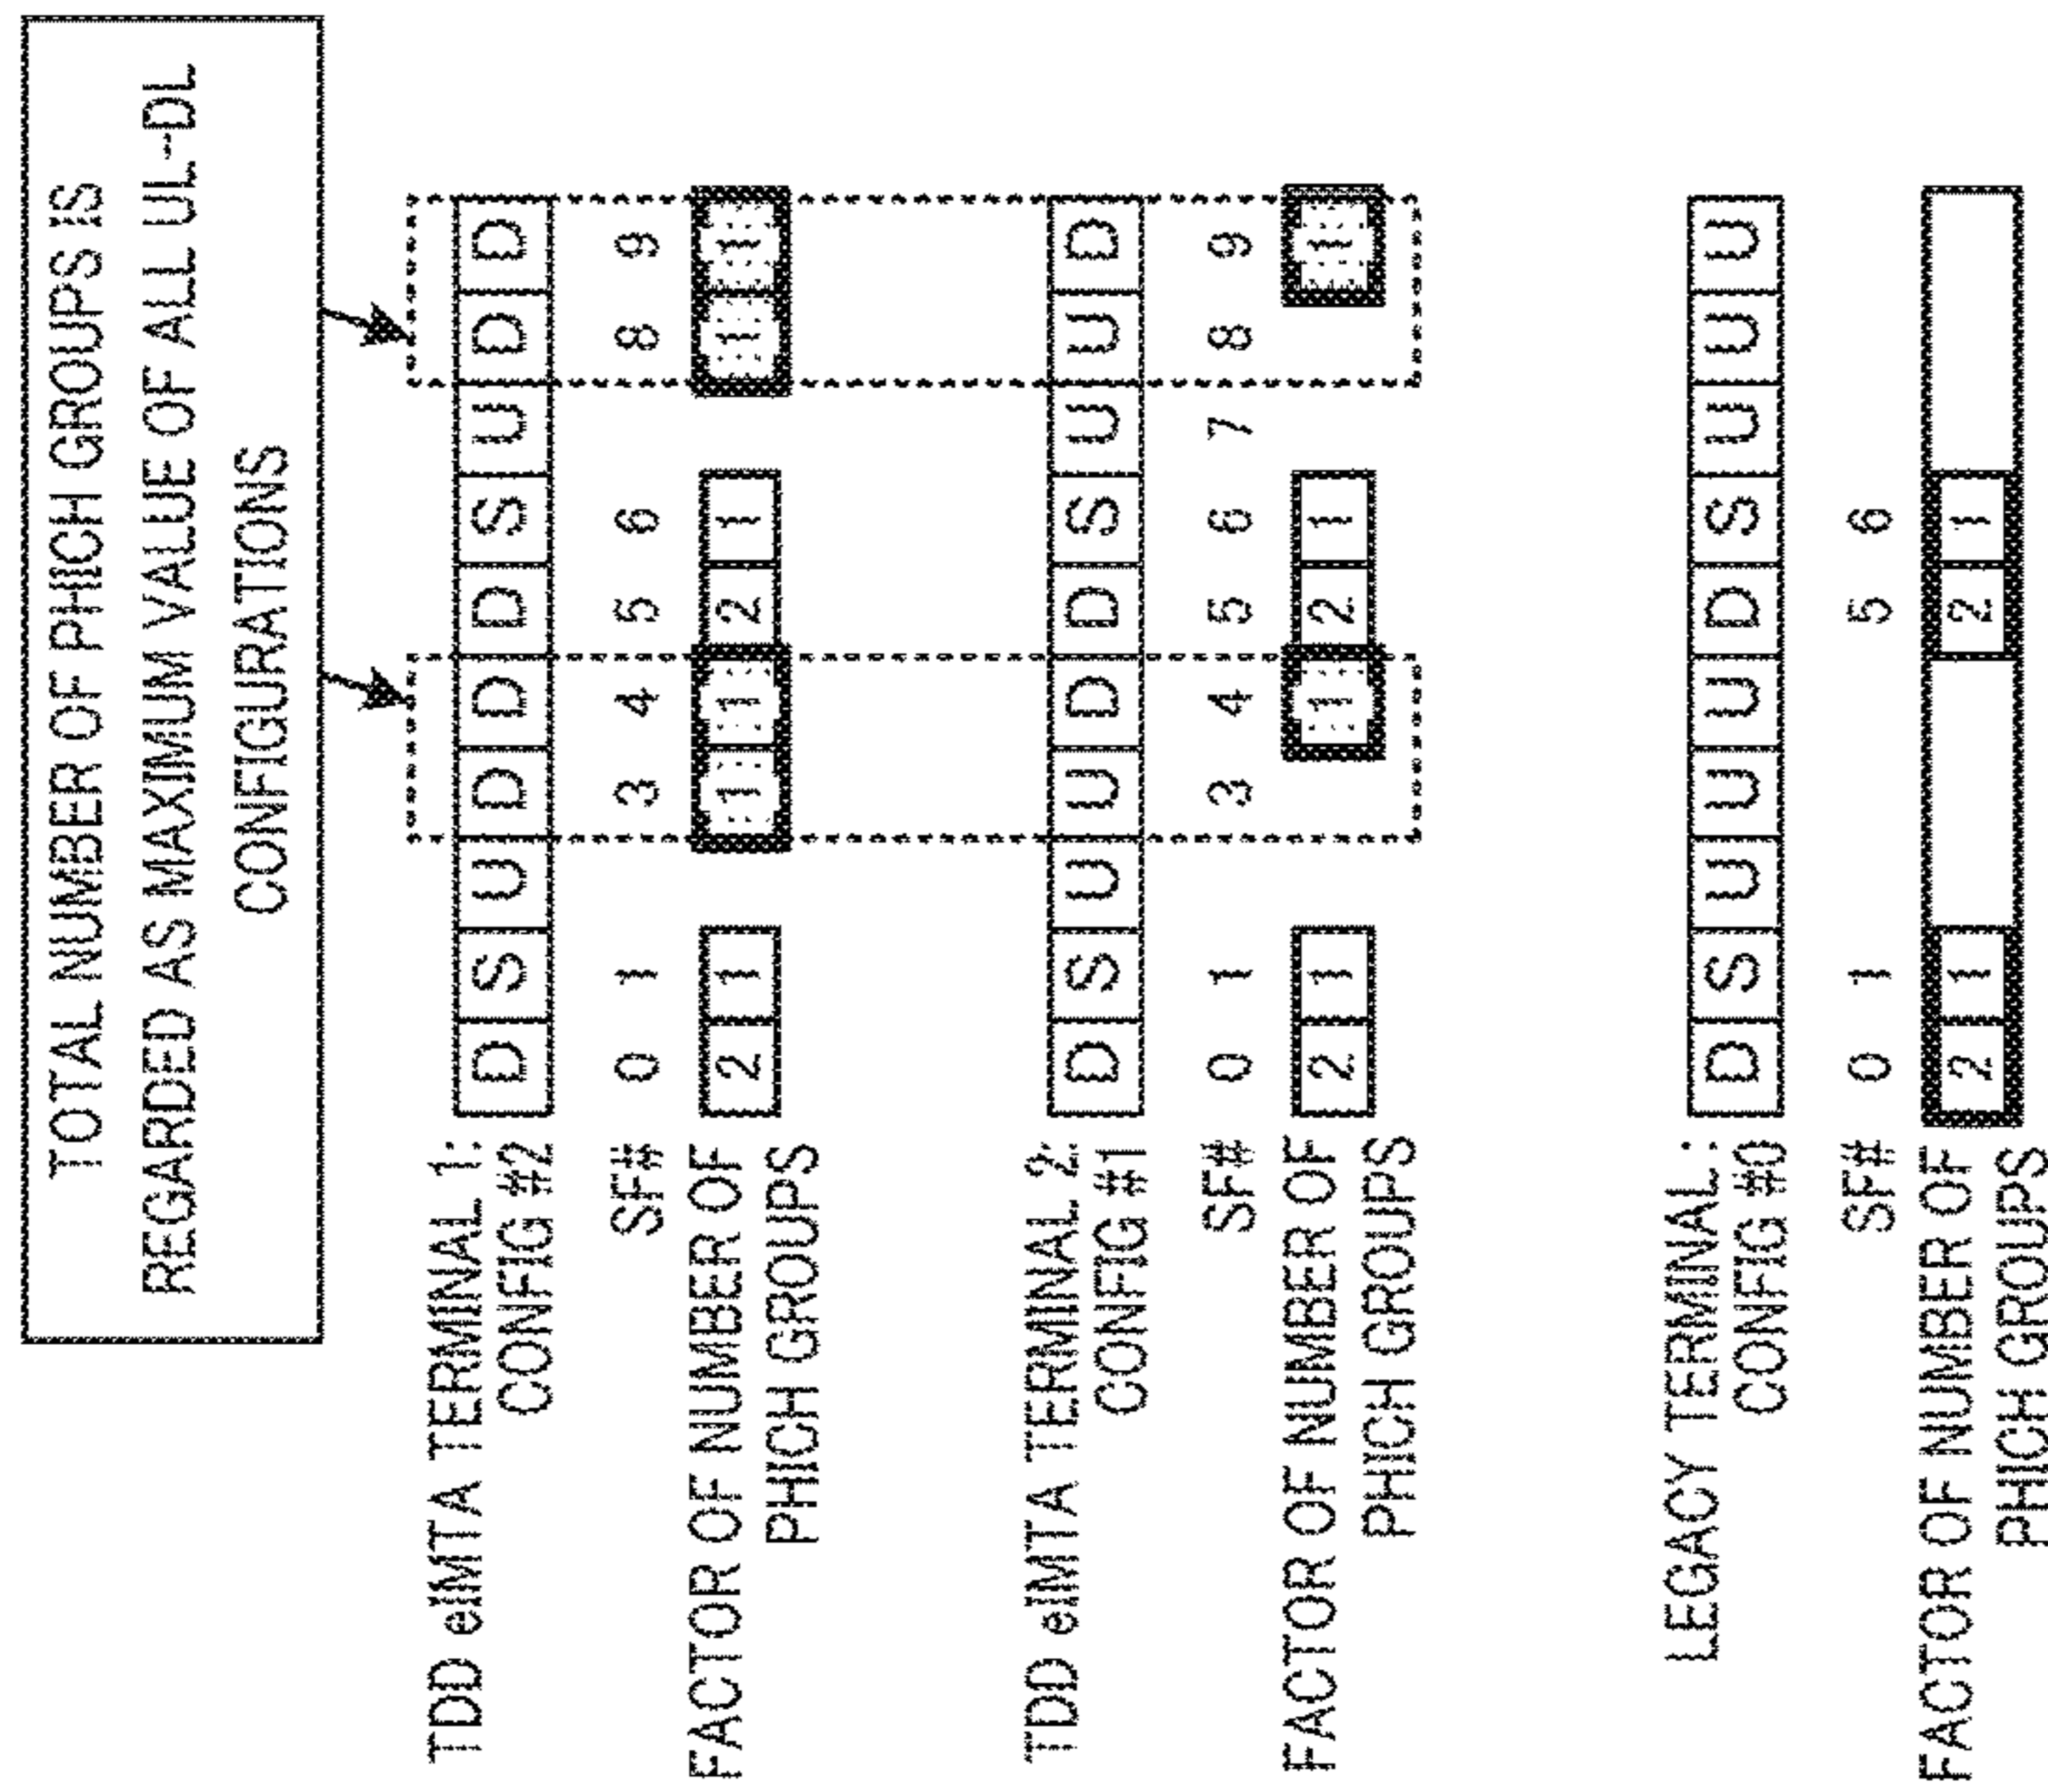 TOTAL NUMBER OF PHICH GROUPS IS
REGARDED AS MAXIMUM VALUE OF ALL UL-DL
CONFIGURATIONS
TDD eIMTA TERMINAL 1:
CONFIG #2
D S U D D D S U D D
SF# 0 1 3 4 5 6 8 9
FACTOR OF NUMBER OF
PHICH GROUPS
2 1 1 1 2 1 1 1
TDD eIMTA TERMINAL 2:
CONFIG #1
D S U U D D S U U D
SF# 0 1 3 4 5 6 7 8 9
FACTOR OF NUMBER OF
PHICH GROUPS
2 1 1 2 1 1
LEGACY TERMINAL:
CONFIG #0
D S U U U D S U U U
SF# 0 1 5 6
FACTOR OF NUMBER OF
PHICH GROUPS
2 1 2 1